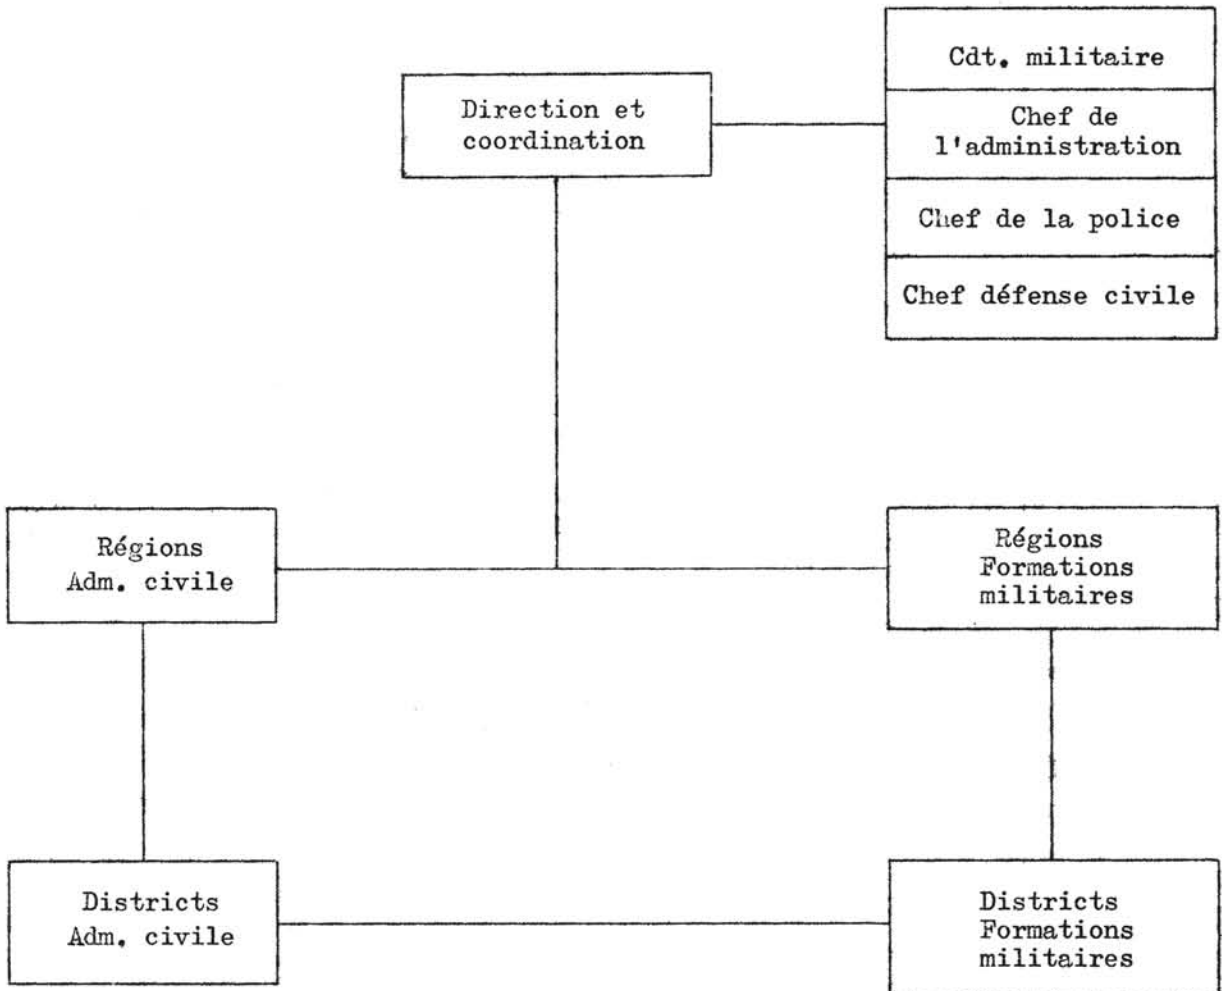 Direction et
coordination
Cdt. militaire
Chef de
l'administration
Chef de la police
Chef défense civile
Régions
Adm. civile
Régions
Formations
militaires
Districts
Adm. civile
Districts
Formations
militaires